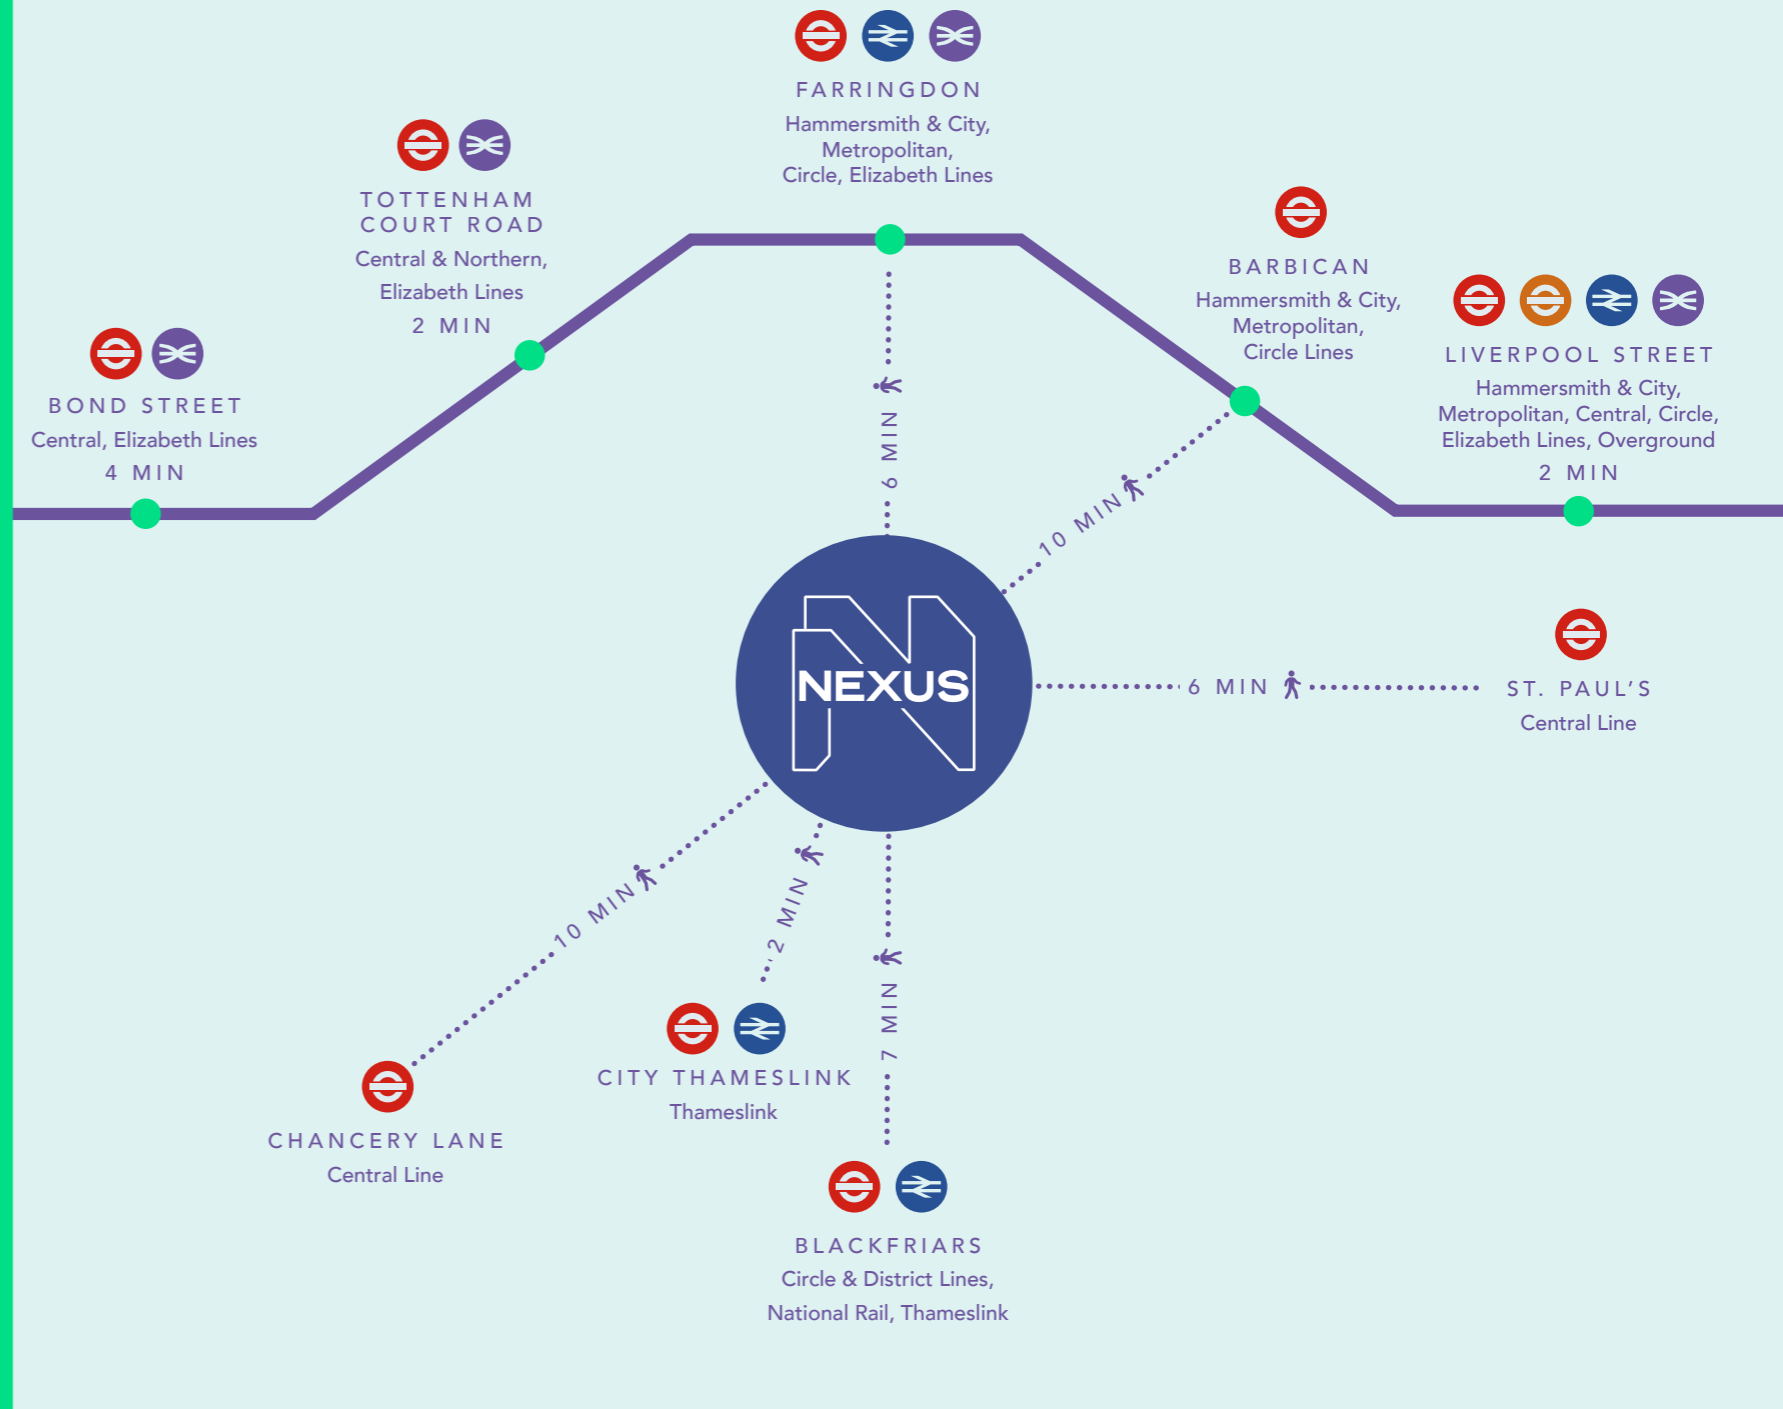 FARRINGDON
Hammersmith & City,
Metropolitan,
Circle, Elizabeth Lines
TOTTENHAM
COURT ROAD
Central & Northern,
Elizabeth Lines
2 MIN
BARBICAN
Hammersmith & City,
Metropolitan,
Circle Lines
BOND STREET
Central, Elizabeth Lines
4 MIN
LIVERPOOL STREET
Hammersmith & City,
Metropolitan, Central, Circle,
Elizabeth Lines, Overground
2 MIN
6 MIN
10 MIN
NEXUS
6 MIN
ST. PAUL’S
Central Line
10 MIN
2 MIN
7 MIN
CITY THAMESLINK
Thameslink
CHANCERY LANE
Central Line
BLACKFRIARS
Circle & District Lines,
National Rail, Thameslink